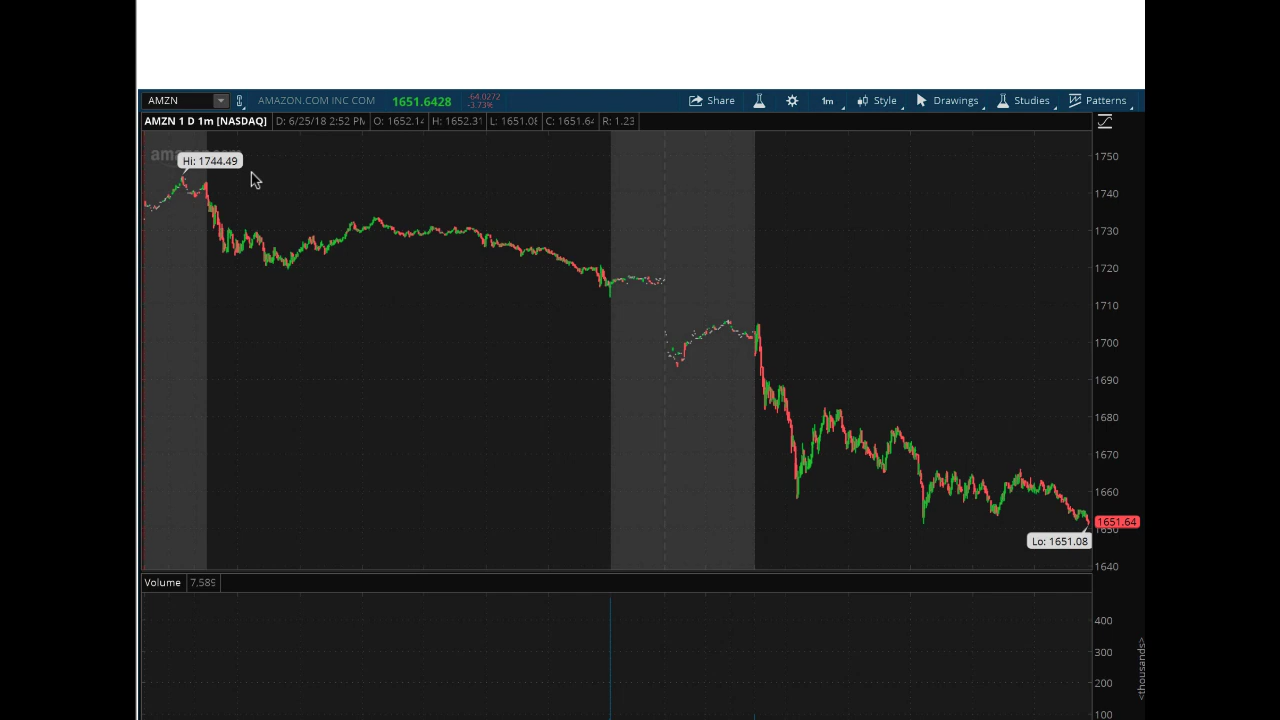 AMZN AMAZON.COM INC COM 1651.6428 -64.0272 -3.73% Share 1m Style Drawings Studies Patterns
AMZN 1 D 1m [NASDAQ] D: 6/25/18 2:52 PM O: 1652.14 H: 1652.31 L: 1651.08 C: 1651.64 R: 1.23
Hi: 1744.49
1750
1740
1730
1720
1710
1700
1690
1680
1670
1660
1651.64
1650
Lo: 1651.08
1640
Volume 7,589
400
300
200
100
<thousands>